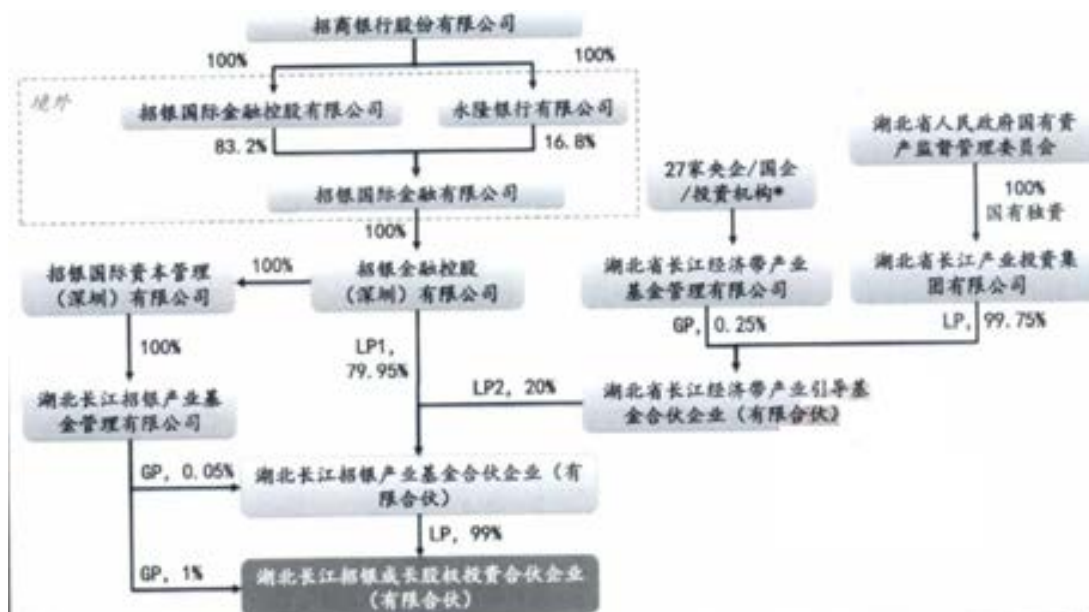 招商银行股份有限公司
100%
100%
境外
招银国际金融控股有限公司
永隆银行有限公司
83.2%
16.8%
招银国际金融有限公司
27家央企/国企
/投资机构*
湖北省人民政府国有资
产监督管理委员会
100%
国有独资
100%
招银国际资本管理
（深圳）有限公司
100%
招银金融控股
（深圳）有限公司
湖北省长江经济带产业
基金管理有限公司
湖北省长江产业投资集
团有限公司
GP, 0.25%
LP, 99.75%
100%
LP1,
79.95%
LP2, 20%
湖北长江招银产业基
金管理有限公司
湖北省长江经济带产业引导基
金合伙企业（有限合伙）
GP, 0.05%
湖北长江招银产业基金合伙企业（有
限合伙）
LP, 99%
GP, 1%
湖北长江招银成长股权投资合伙企业
（有限合伙）